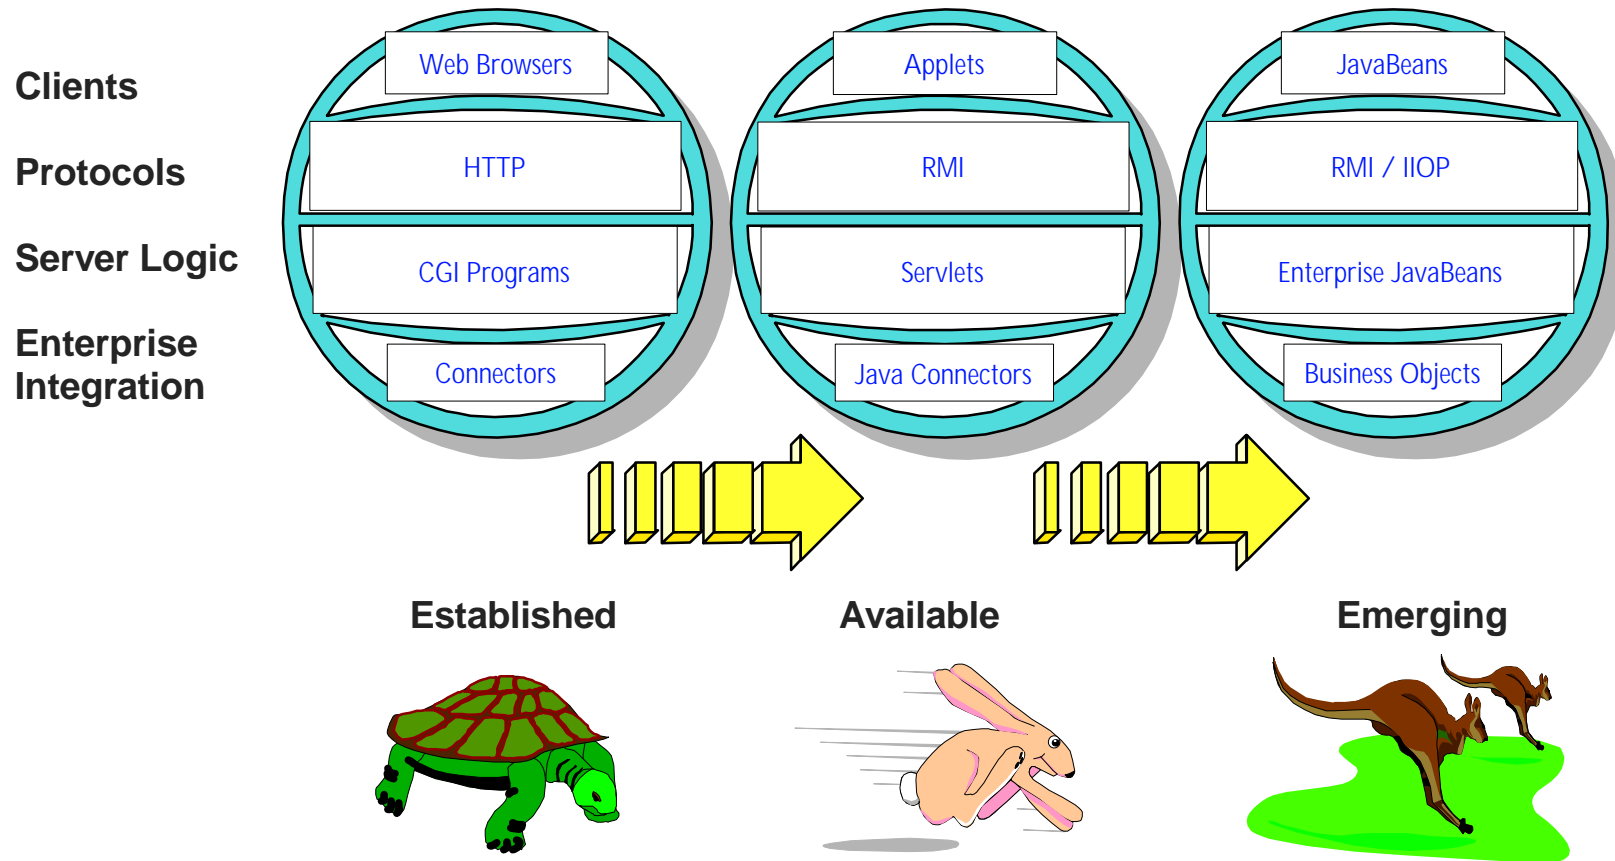 Clients
Web Browsers
Applets
JavaBeans
Protocols
HTTP
RMI
RMI / IIOP
Server Logic
CGI Programs
Servlets
Enterprise JavaBeans
Enterprise
Integration
Connectors
Java Connectors
Business Objects
Established
Available
Emerging